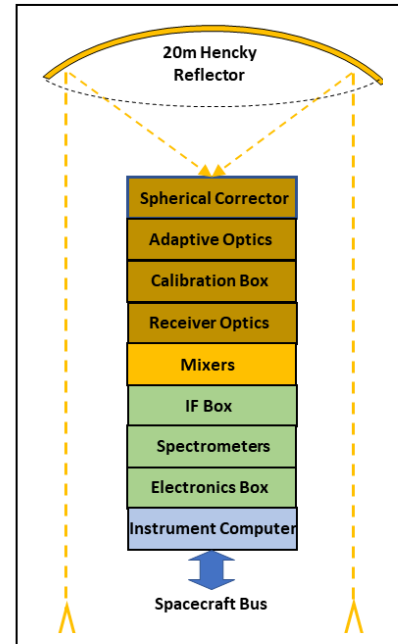 20m Hencky
Reflector
Spherical Corrector
Adaptive Optics
Calibration Box
Receiver Optics
Mixers
IF Box
Spectrometers
Electronics Box
Instrument Computer
Spacecraft Bus